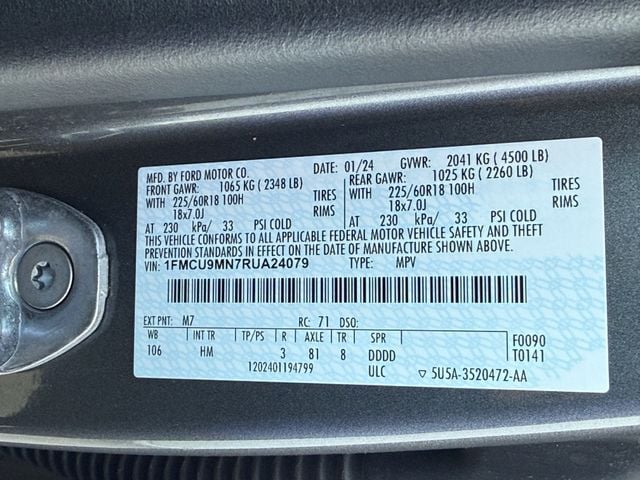 MFD. BY FORD MOTOR CO.
DATE: 01/24 GVWR: 2041 KG ( 4500 LB)
FRONT GAWR: 1065 KG ( 2348 LB) REAR GAWR: 1025 KG ( 2260 LB)
WITH 225/60R18 100H TIRES WITH 225/60R18 100H TIRES
18x7.0J RIMS 18x7.0J RIMS
AT 230 kPa/ 33 PSI COLD AT 230 kPa/ 33 PSI COLD
THIS VEHICLE CONFORMS TO ALL APPLICABLE FEDERAL MOTOR VEHICLE SAFETY AND THEFT
PREVENTION STANDARDS IN EFFECT ON THE DATE OF MANUFACTURE SHOWN ABOVE.
VIN: 1FMCU9MN7RUA24079 TYPE: MPV
EXT PNT: M7 RC: 71 DSO:
WB INT TR TP/PS R AXLE TR SPR F0090
106 HM 3 81 8 DDDD T0141
1202401194799 ULC ▽ 5U5A-3520472-AA